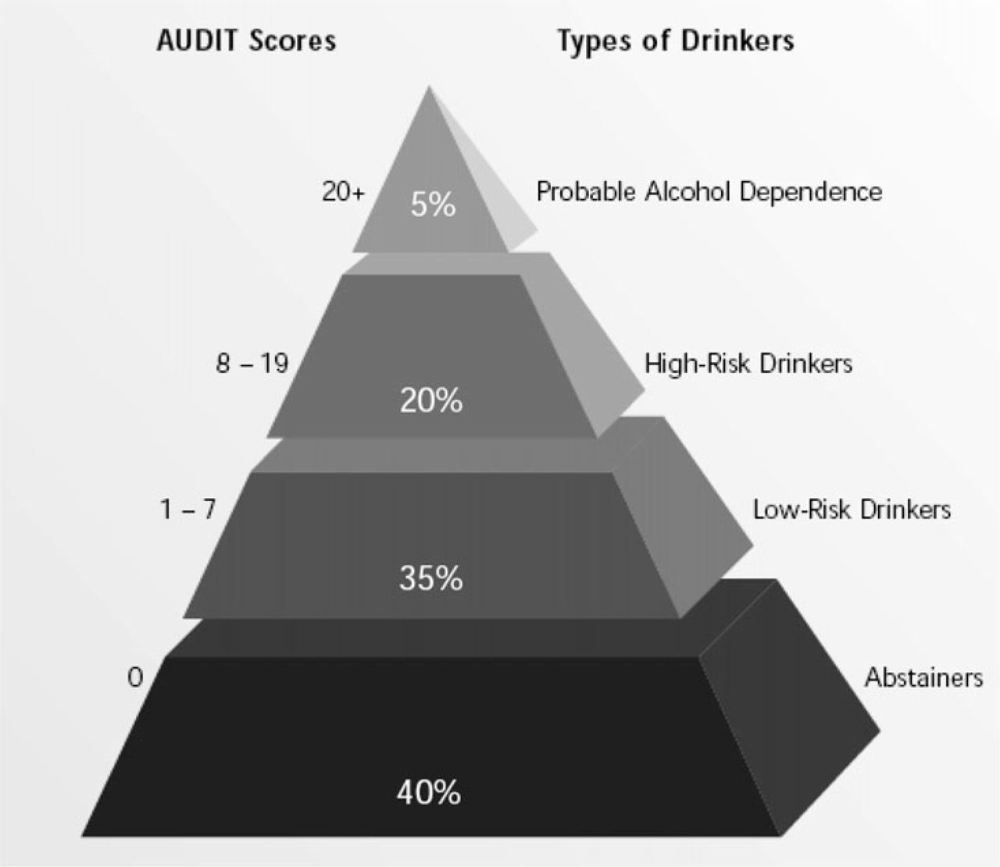 AUDIT Scores
Types of Drinkers
20+
5%
Probable Alcohol Dependence
8 – 19
20%
High-Risk Drinkers
1 – 7
35%
Low-Risk Drinkers
0
40%
Abstainers